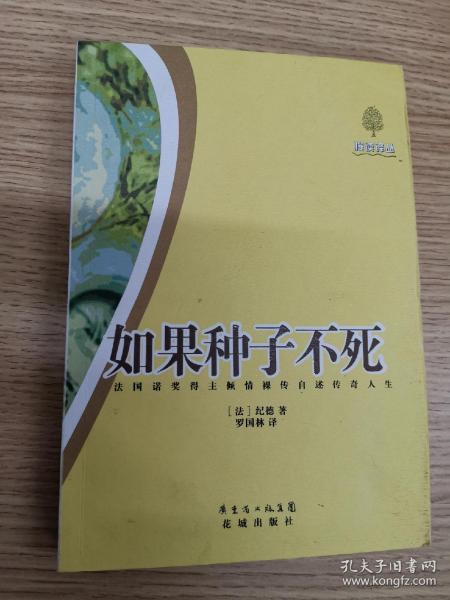 如果种子不死
法国诺奖得主倾情裸传自述传奇人生
［法］纪德 著
罗国林 译
广东省出版集团
花城出版社
孔夫子旧书网
www.kongfz.com